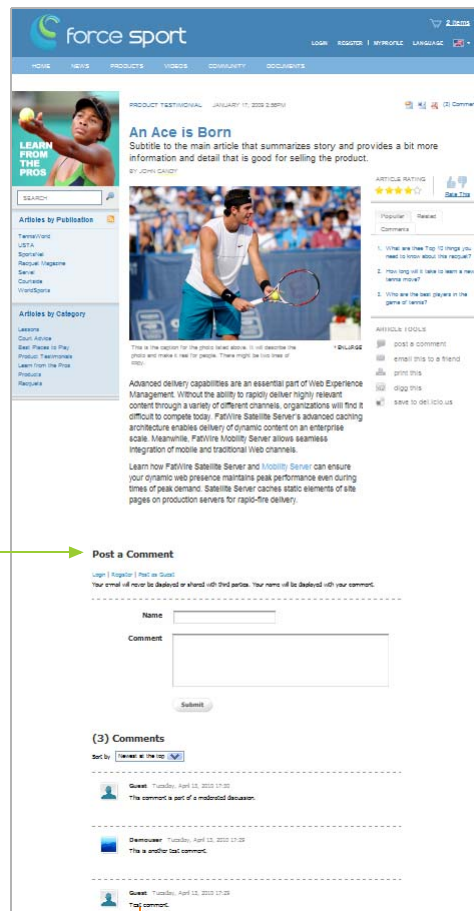 2 items
force sport
LOGIN REGISTER | MYPROFILE LANGUAGE
HOME NEWS PRODUCTS VIDEOS COMMUNITY DOCUMENTS
LEARN
FROM
THE
PROS
SEARCH
Articles by Publication
TennisWorld
USTA
SportsNet
Racquet Magazine
Serve!
Courtside
WorldSports
Articles by Category
Lessons
Court Advice
Best Places to Play
Product Testimonials
Learn from the Pros
Products
Racquets
PRODUCT TESTIMONIAL JANUARY 17, 2009 2:56PM
(3) Comments
An Ace is Born
Subtitle to the main article that summarizes story and provides a bit more
information and detail that is good for selling the product.
BY JOHN CANDY
This is the caption for the photo listed above. It will describe the
photo and make it real for people. There might be two lines of
copy.
+ENLARGE
Advanced delivery capabilities are an essential part of Web Experience
Management. Without the ability to rapidly deliver highly relevant
content through a variety of different channels, organizations will find it
difficult to compete today. FatWire Satellite Server's advanced caching
architecture enables delivery of dynamic content on an enterprise
scale. Meanwhile, FatWire Mobility Server allows seamless
integration of mobile and traditional Web channels.
Learn how FatWire Satellite Server and Mobility Server can ensure
your dynamic web presence maintains peak performance even during
times of peak demand. Satellite Server caches static elements of site
pages on production servers for rapid-fire delivery.
ARTICLE RATING
Rate This
Popular Related
Comments
1. What are thee Top 10 things you
need to know about this racquet?
2. How long will it take to learn a new
tennis move?
3. Who are the best players in the
game of tennis?
ARTICLE TOOLS
post a comment
email this to a friend
print this
digg this
save to del.icio.us
Post a Comment
Login | Register | Post as Guest
Your e-mail will never be displayed or shared with third parties. Your name will be displayed with your comment.
Name
Comment
Submit
(3) Comments
Sort by Newest at the top
Guest Tuesday, April 13, 2010 17:30
This comment is part of a moderated discussion.
Demouser Tuesday, April 13, 2010 17:29
This is another test comment.
Guest Tuesday, April 13, 2010 17:29
Test comment.